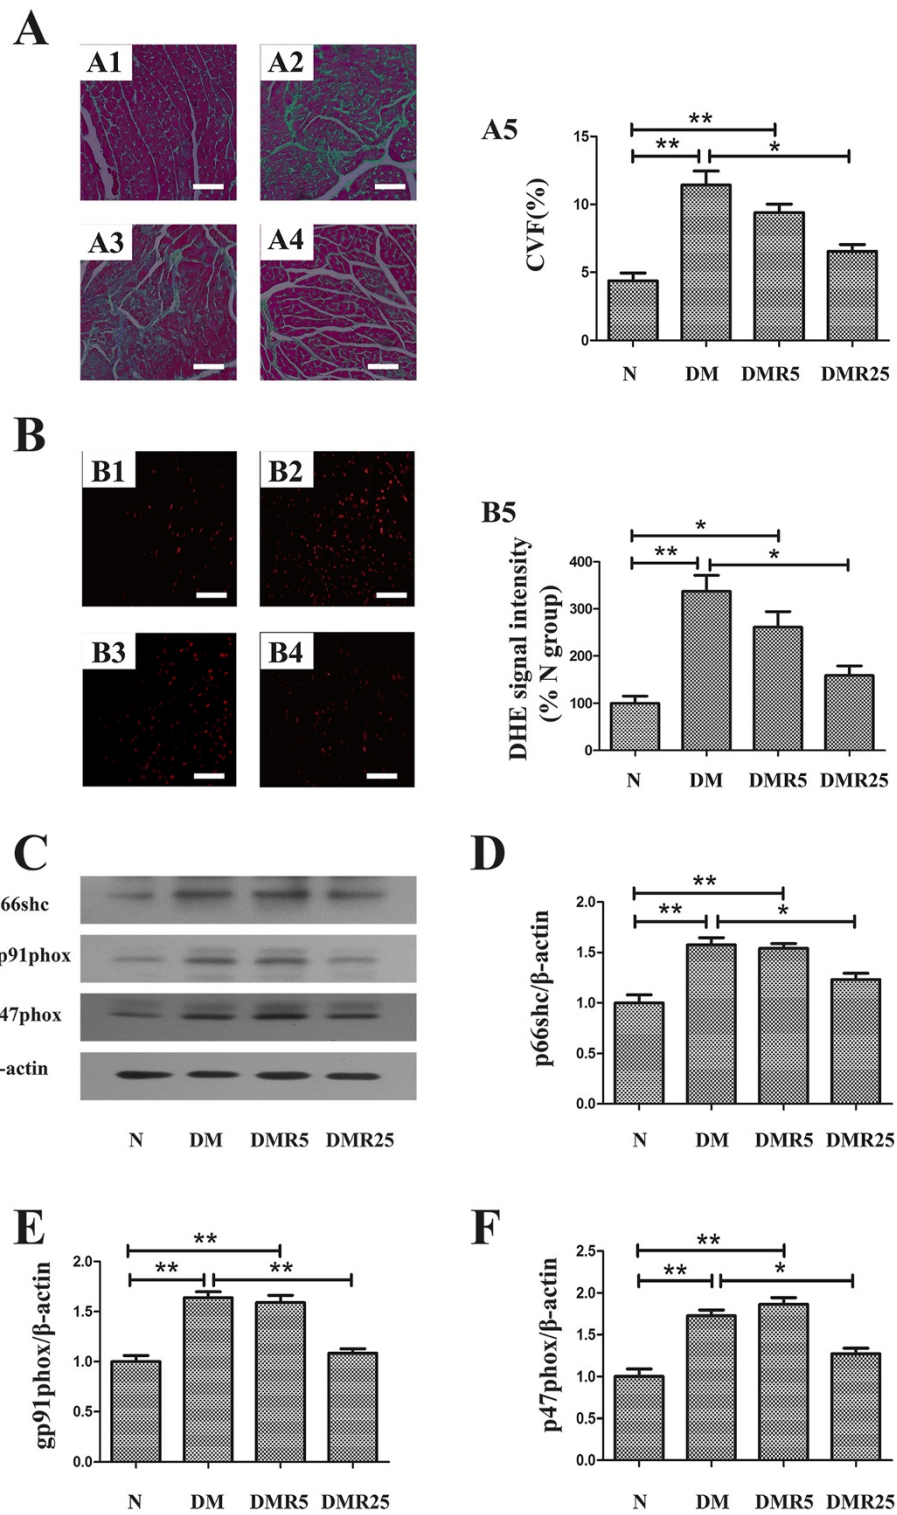 A
A1
A2
A3
A4
A5
**
**
*
15
10
5
0
CVF(%)
N
DM
DMR5
DMR25
B
B1
B2
B3
B4
B5
*
**
*
400
300
200
100
0
DHE signal intensity
(% N group)
N
DM
DMR5
DMR25
C
66shc
p91phox
47phox
-actin
N
DM
DMR5
DMR25
D
**
**
*
2.0
1.5
1.0
0.5
0.0
p66shc/β-actin
N
DM
DMR5
DMR25
E
**
**
**
2.0
1.5
1.0
0.5
0.0
gp91phox/β-actin
N
DM
DMR5
DMR25
F
**
**
*
2.5
2.0
1.5
1.0
0.5
0.0
p47phox/β-actin
N
DM
DMR5
DMR25